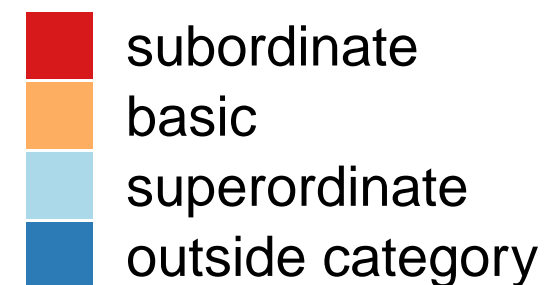 subordinate
basic
superordinate
outside category